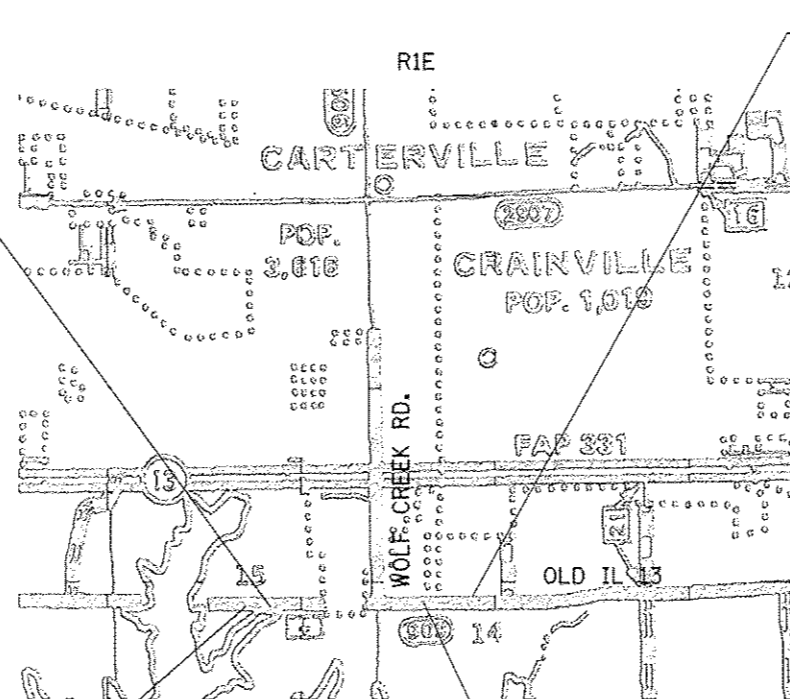 R1E
CARTERVILLE
2907
16
POP.
3,616
CRAINVILLE
POP. 1,019
WOLF CREEK RD.
FAP 331
13
15
OLD IL 13
14